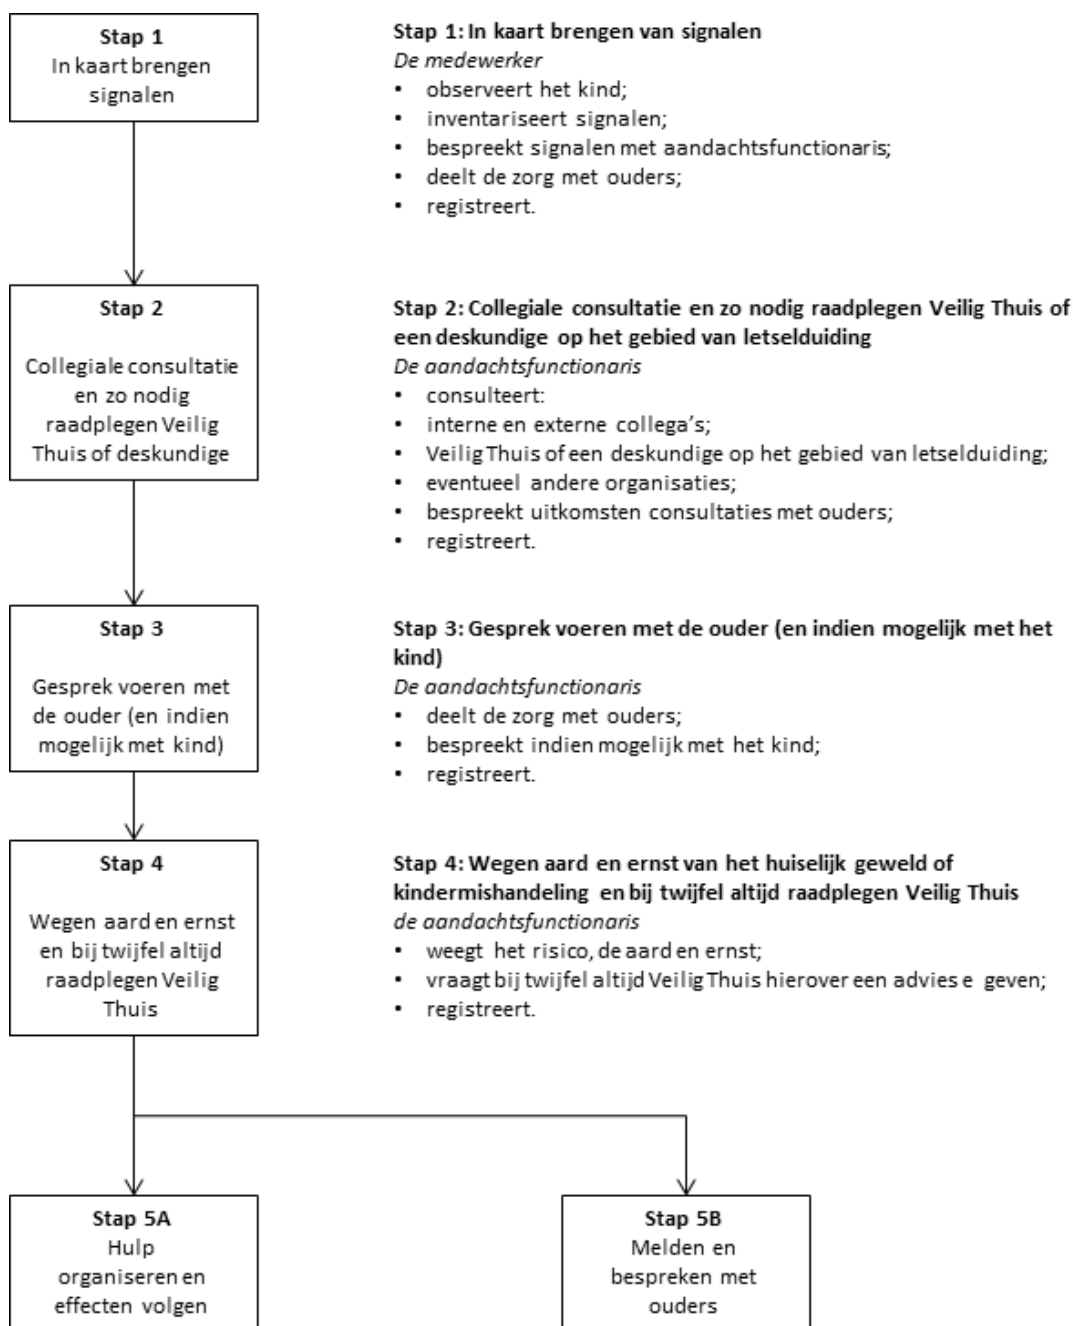 Stap 1
In kaart brengen
signalen
Stap 1: In kaart brengen van signalen
De medewerker
• observeert het kind;
• inventariseert signalen;
• bespreekt signalen met aandachtsfunctionaris;
• deelt de zorg met ouders;
• registreert.
Stap 2
Collegiale consultatie
en zo nodig
raadplegen Veilig
Thuis of deskundige
Stap 2: Collegiale consultatie en zo nodig raadplegen Veilig Thuis of
een deskundige op het gebied van letselduiding
De aandachtsfunctionaris
• consulteert:
• interne en externe collega's;
• Veilig Thuis of een deskundige op het gebied van letselduiding;
• eventueel andere organisaties;
• bespreekt uitkomsten consultaties met ouders;
• registreert.
Stap 3
Gesprek voeren met
de ouder (en indien
mogelijk met kind)
Stap 3: Gesprek voeren met de ouder (en indien mogelijk met het
kind)
De aandachtsfunctionaris
• deelt de zorg met ouders;
• bespreekt indien mogelijk met het kind;
• registreert.
Stap 4
Wegen aard en ernst
en bij twijfel altijd
raadplegen Veilig
Thuis
Stap 4: Wegen aard en ernst van het huiselijk geweld of
kindermishandeling en bij twijfel altijd raadplegen Veilig Thuis
de aandachtsfunctionaris
• weegt het risico, de aard en ernst;
• vraagt bij twijfel altijd Veilig Thuis hierover een advies e geven;
• registreert.
Stap 5A
Hulp
organiseren en
effecten volgen
Stap 5B
Melden en
bespreken met
ouders